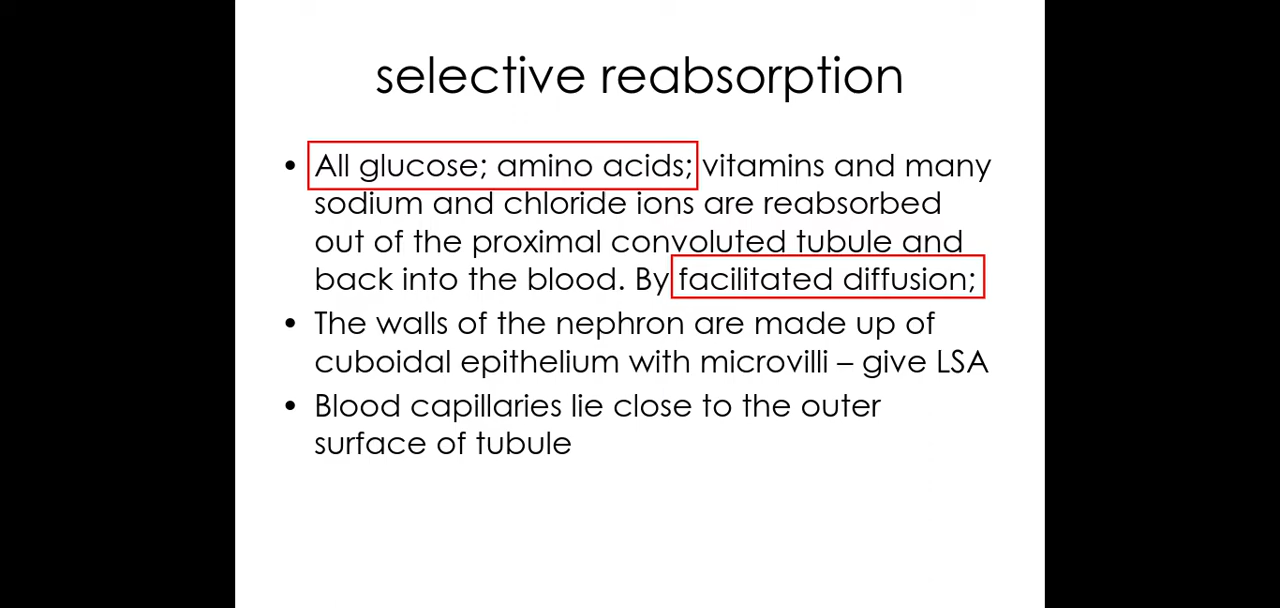 selective reabsorption
• All glucose; amino acids; vitamins and many
sodium and chloride ions are reabsorbed
out of the proximal convoluted tubule and
back into the blood. By facilitated diffusion;
• The walls of the nephron are made up of
cuboidal epithelium with microvilli – give LSA
• Blood capillaries lie close to the outer
surface of tubule